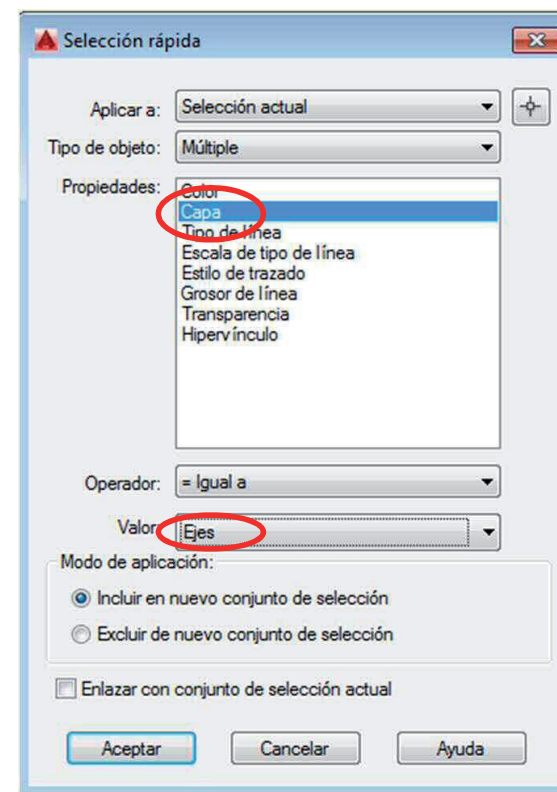 Selección rápida
Aplicar a: Selección actual
Tipo de objeto: Múltiple
Propiedades:
Color
Capa
Tipo de línea
Escala de tipo de línea
Estilo de trazado
Grosor de línea
Transparencia
Hipervínculo
Operador: = Igual a
Valor: Ejes
Modo de aplicación:
Incluir en nuevo conjunto de selección
Excluir de nuevo conjunto de selección
Enlazar con conjunto de selección actual
Aceptar Cancelar Ayuda